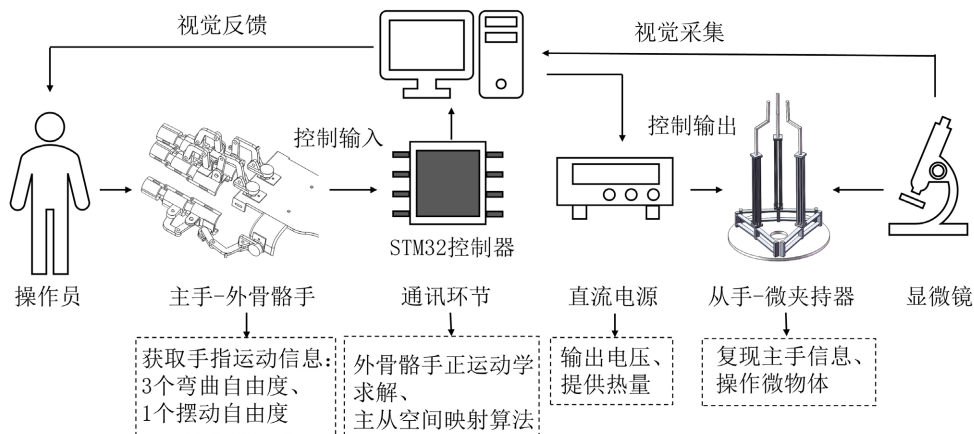 视觉反馈
视觉采集
控制输入
控制输出
STM32控制器
操作员
主手-外骨骼手
通讯环节
直流电源
从手-微夹持器
显微镜
获取手指运动信息：
3个弯曲自由度、
1个摆动自由度
外骨骼手正运动学
求解、
主从空间映射算法
输出电压、
提供热量
复现主手信息、
操作微物体